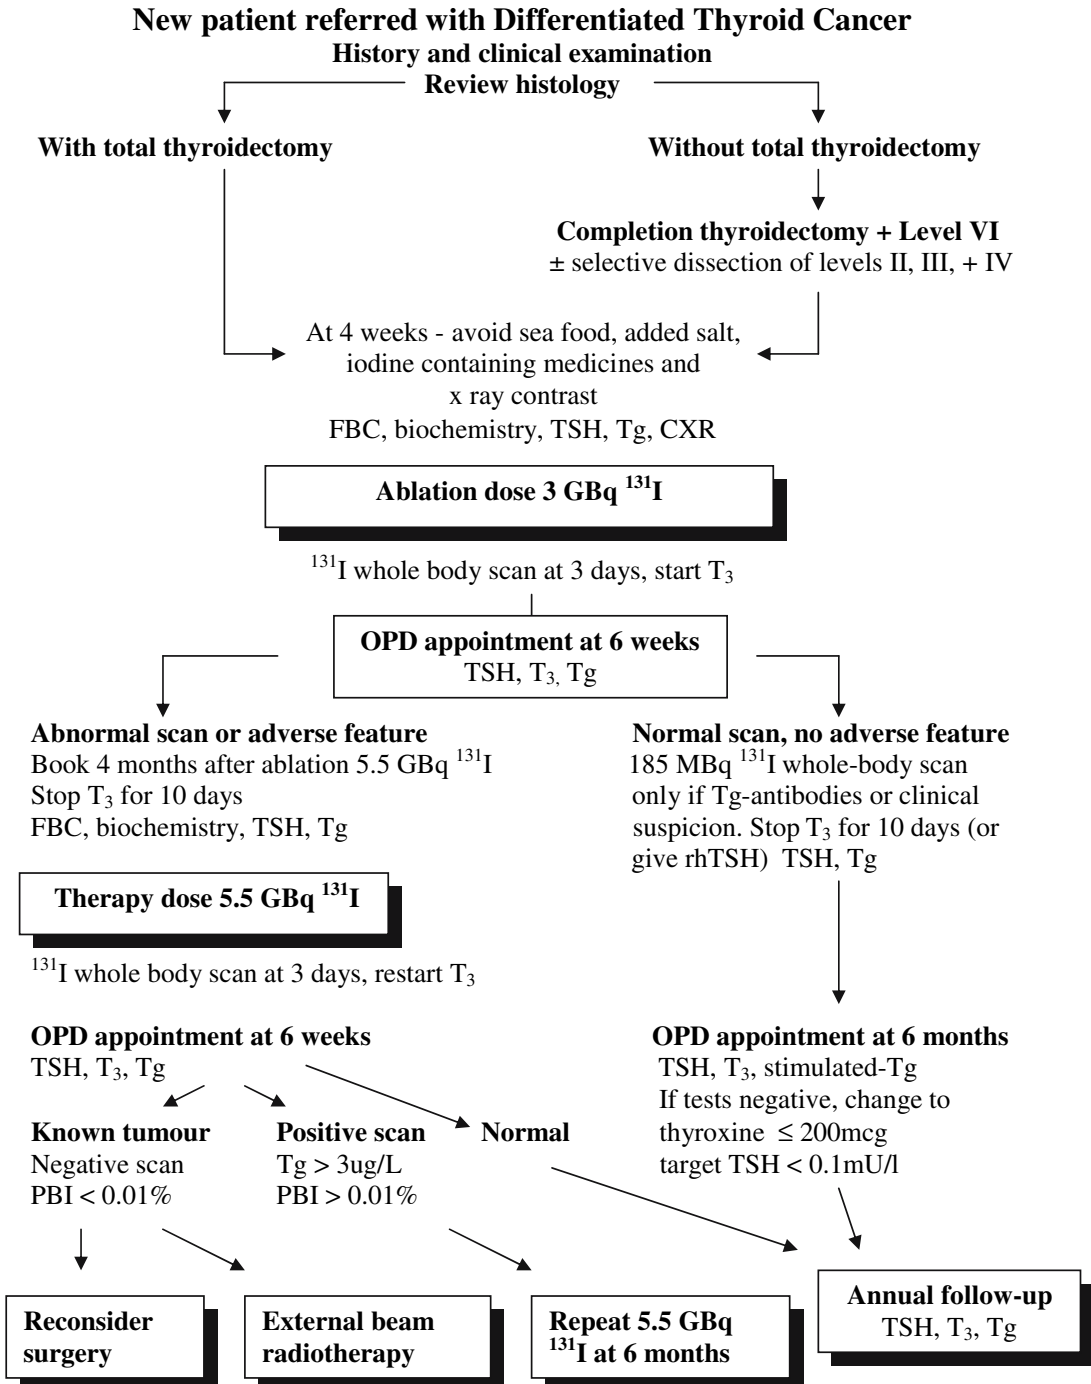 New patient referred with Differentiated Thyroid Cancer
History and clinical examination
Review histology
With total thyroidectomy
Without total thyroidectomy
Completion thyroidectomy + Level VI
± selective dissection of levels II, III, + IV
At 4 weeks - avoid sea food, added salt,
iodine containing medicines and
x ray contrast
FBC, biochemistry, TSH, Tg, CXR
Ablation dose 3 GBq ¹³¹I
¹³¹I whole body scan at 3 days, start T₃
OPD appointment at 6 weeks
TSH, T₃, Tg
Abnormal scan or adverse feature
Book 4 months after ablation 5.5 GBq ¹³¹I
Stop T₃ for 10 days
FBC, biochemistry, TSH, Tg
Normal scan, no adverse feature
185 MBq ¹³¹I whole-body scan
only if Tg-antibodies or clinical
suspicion. Stop T₃ for 10 days (or
give rhTSH) TSH, Tg
Therapy dose 5.5 GBq ¹³¹I
¹³¹I whole body scan at 3 days, restart T₃
OPD appointment at 6 weeks
TSH, T₃, Tg
OPD appointment at 6 months
TSH, T₃, stimulated-Tg
If tests negative, change to
thyroxine ≤ 200mcg
target TSH < 0.1mU/l
Known tumour
Negative scan
PBI < 0.01%
Positive scan
Tg > 3ug/L
PBI > 0.01%
Normal
Reconsider
surgery
External beam
radiotherapy
Repeat 5.5 GBq
¹³¹I at 6 months
Annual follow-up
TSH, T₃, Tg